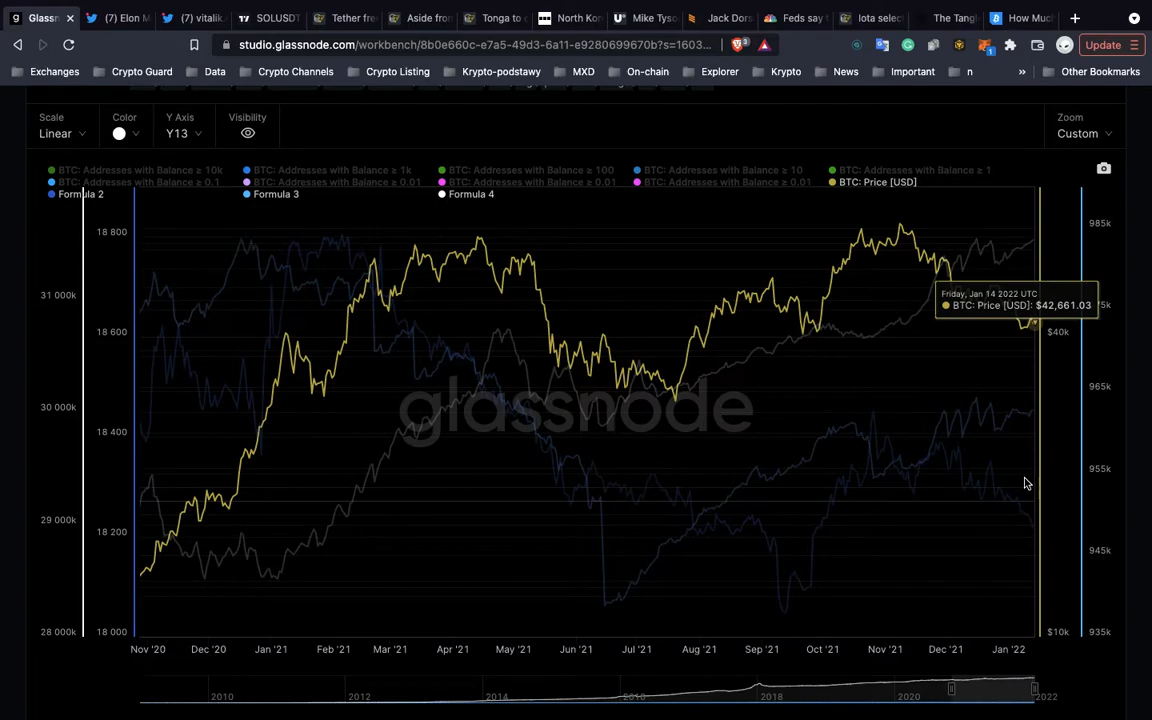 Glassn
(7) Elon M
(7) vitalik
SOLUSDT
Tether fre
Aside from
Tonga to c
North Kor
Mike Tyso
Jack Dors
Feds say t
Iota selec
The Tangl
How Muc
studio.glassnode.com/workbench/8b0e660c-e7a5-49d3-6a11-e9280699670b?s=1603...
3
1
Update
Exchanges
Crypto Guard
Data
Crypto Channels
Crypto Listing
Krypto-podstawy
MXD
On-chain
Explorer
Krypto
News
Important
n
»
Other Bookmarks
Scale
Linear
Color
Y Axis
Y13
Visibility
Zoom
Custom
BTC: Addresses with Balance ≥ 10k
BTC: Addresses with Balance ≥ 1k
BTC: Addresses with Balance ≥ 100
BTC: Addresses with Balance ≥ 10
BTC: Addresses with Balance ≥ 1
BTC: Addresses with Balance ≥ 0.1
BTC: Addresses with Balance ≥ 0.01
BTC: Addresses with Balance ≥ 0.01
BTC: Addresses with Balance ≥ 0.01
BTC: Price [USD]
Formula 2
Formula 3
Formula 4
18 800
985k
Friday, Jan 14 2022 UTC
BTC: Price [USD]: $42,661.03
31 000k
75k
18 600
$40k
965k
30 000k
glassnode
18 400
955k
29 000k
18 200
945k
28 000k
18 000
$10k
935k
Nov '20
Dec '20
Jan '21
Feb '21
Mar '21
Apr '21
May '21
Jun '21
Jul '21
Aug '21
Sep '21
Oct '21
Nov '21
Dec '21
Jan '22
2010
2012
2014
2016
2018
2020
2022